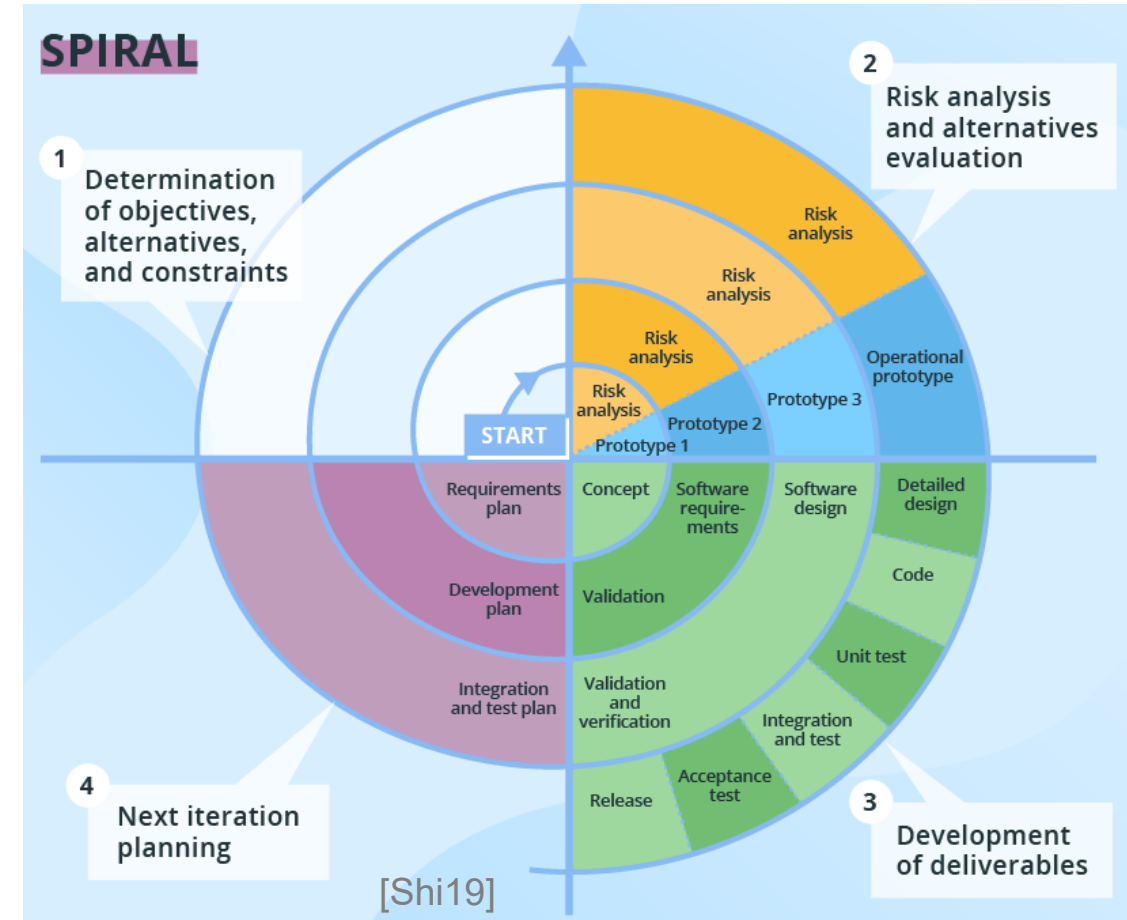 SPIRAL
1
Determination
of objectives,
alternatives,
and constraints
2
Risk analysis
and alternatives
evaluation
Risk
analysis
Risk
analysis
Risk
analysis
Risk
analysis
START
Prototype 1
Prototype 2
Prototype 3
Operational
prototype
Requirements
plan
Development
plan
Integration
and test plan
Concept
Software
require-
ments
Validation
Software
design
Validation
and
verification
Detailed
design
Code
Unit test
Integration
and test
Acceptance
test
Release
4
Next iteration
planning
3
Development
of deliverables
[Shi19]